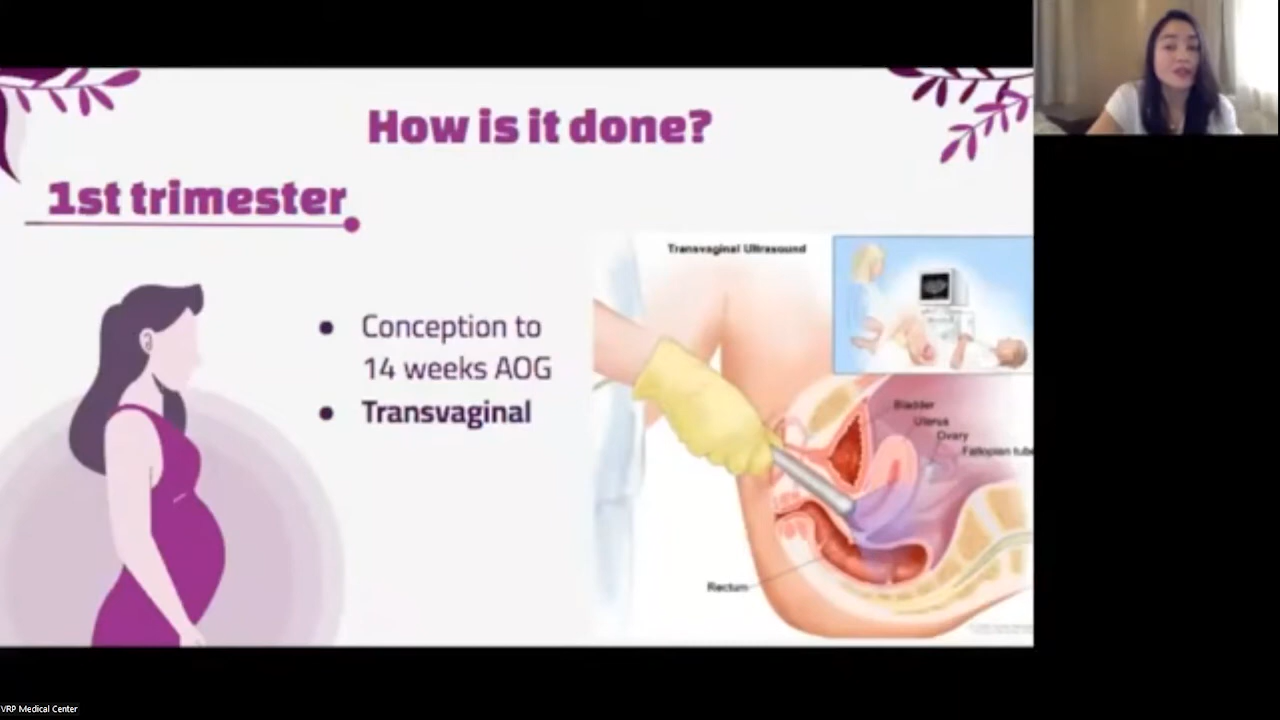 How is it done?
1st trimester
Conception to
14 weeks AOG
Transvaginal
Transvaginal Ultrasound
Bladder
Uterus
Ovary
Fallopian tube
Rectum
VRP Medical Center